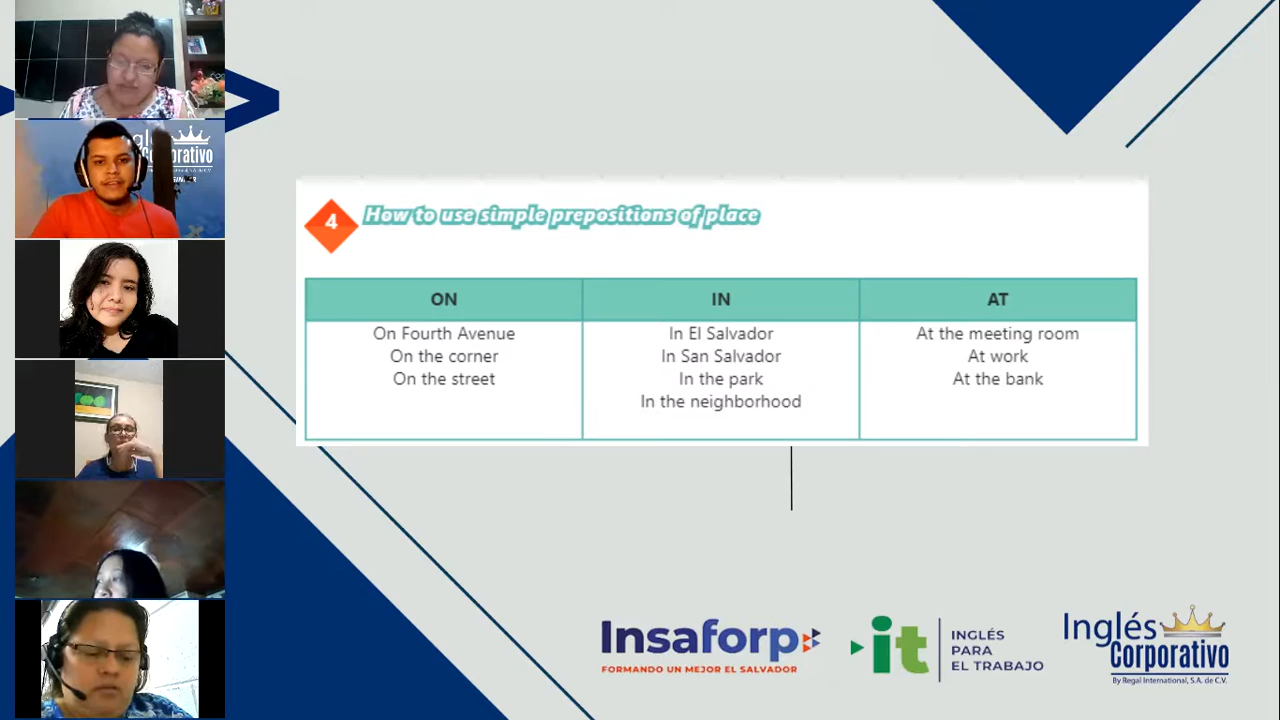 4
How to use simple prepositions of place
ON
IN
AT
On Fourth Avenue
On the corner
On the street
In El Salvador
In San Salvador
In the park
In the neighborhood
At the meeting room
At work
At the bank
Insaforp
FORMANDO UN MEJOR EL SALVADOR
it
INGLÉS
PARA
EL TRABAJO
Inglés
Corporativo
By Regal International, S.A. de C.V.